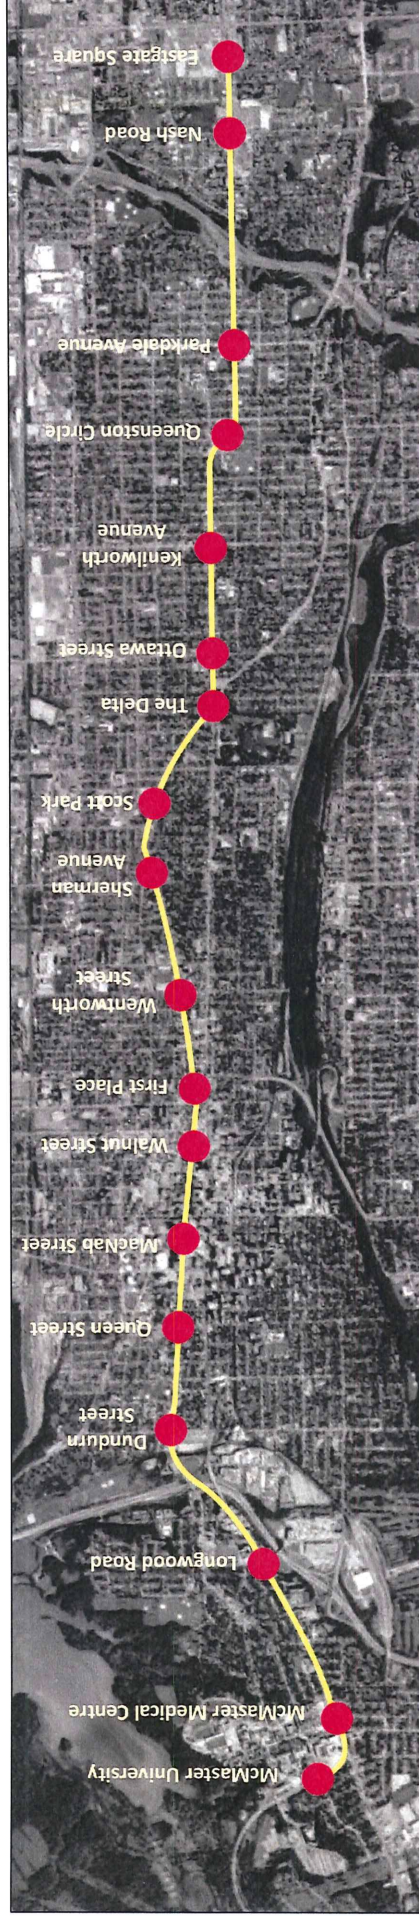 McMaster University
McMaster Medical Centre
Longwood Road
Dundurn
Street
Queen Street
MacNab Street
Walnut Street
First Place
Wentworth
Street
Sherman
Avenue
Scott Park
The Delta
Ottawa Street
Kenilworth
Avenue
Queenston Circle
Parkdale Avenue
Nash Road
Eastgate Square